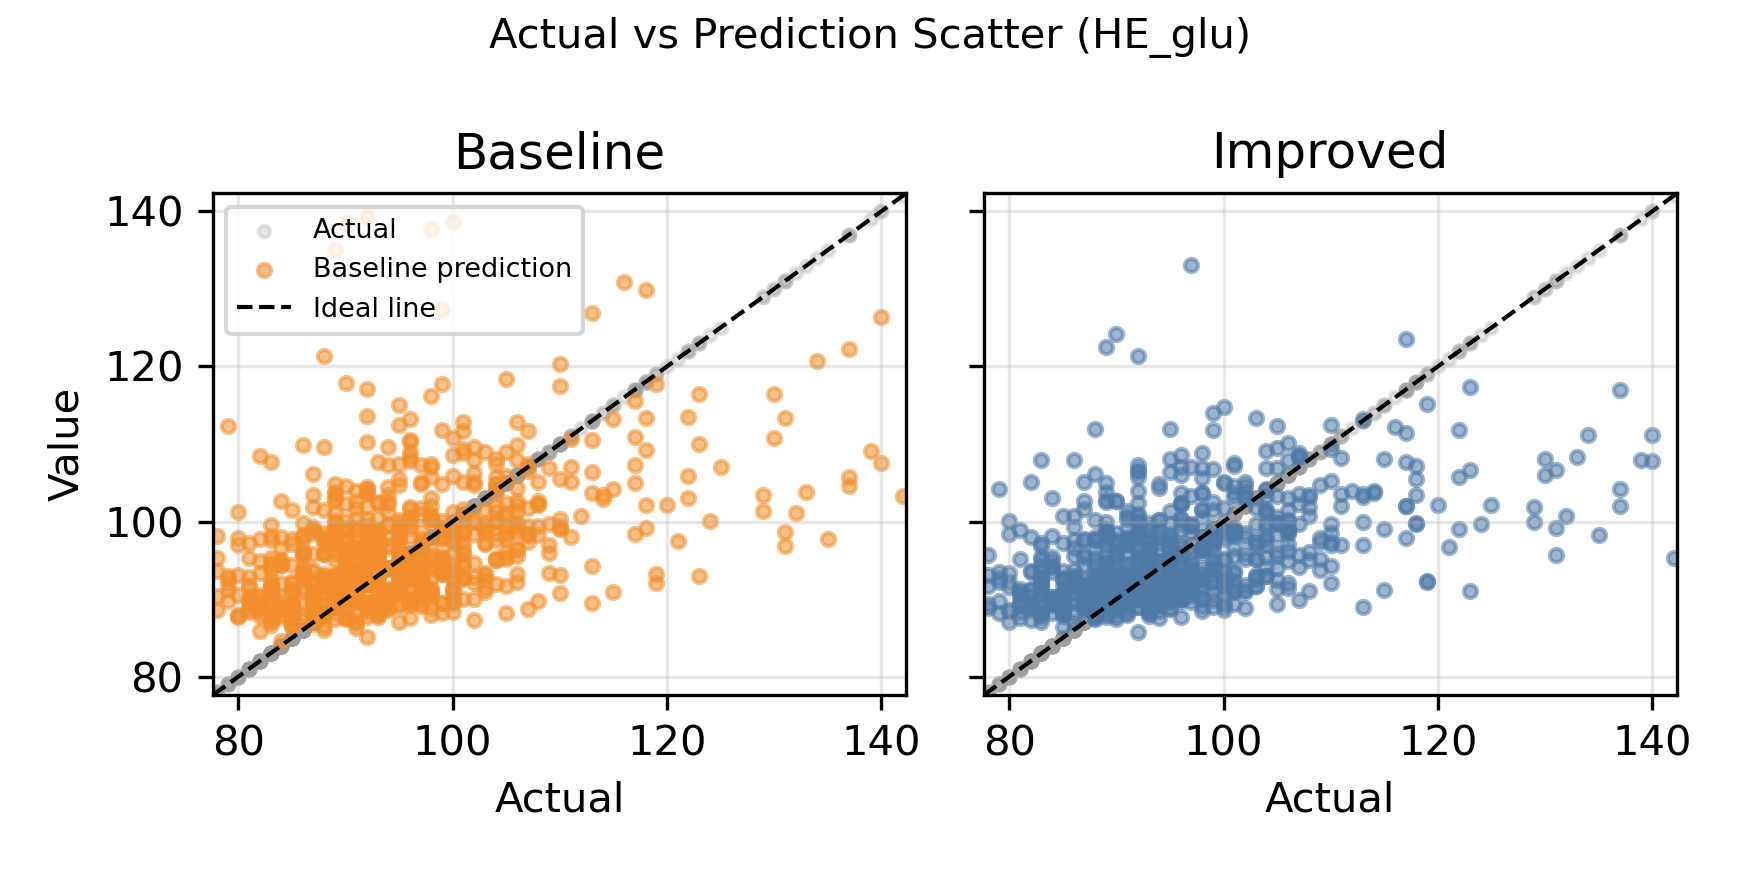 Actual vs Prediction Scatter (HE_glu)
Baseline
Improved
Actual
Baseline prediction
Ideal line
Value
140
120
100
80
80 100 120 140
80 100 120 140
Actual
Actual